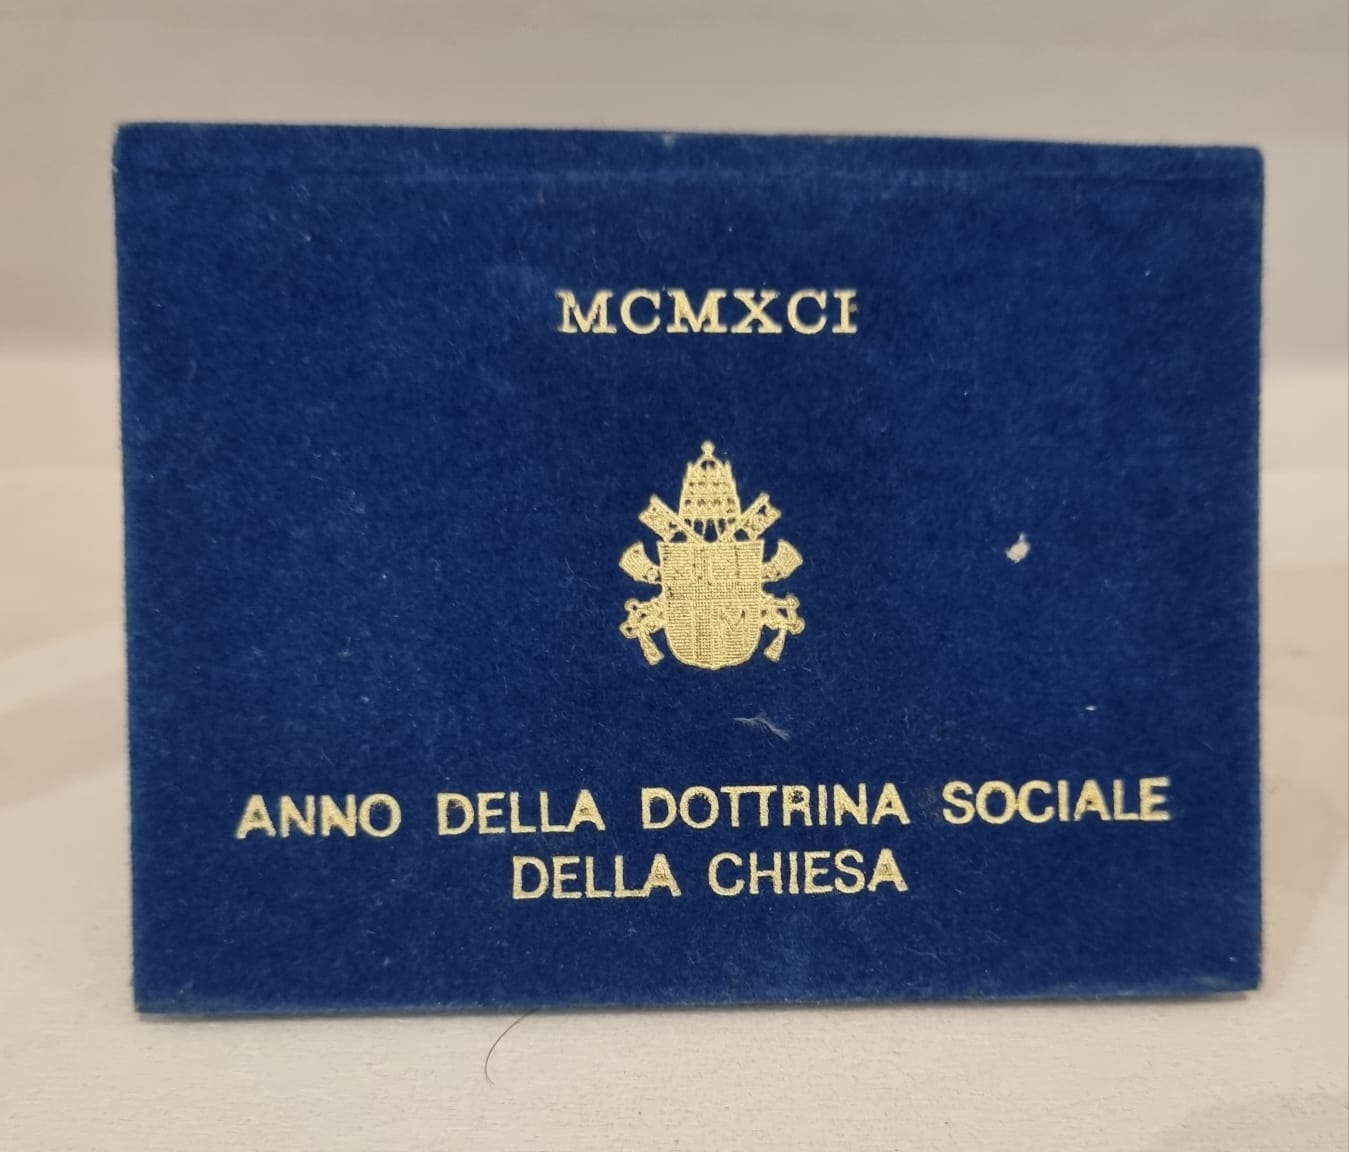 MCMXCI
M
ANNO DELLA DOTTRINA SOCIALE
DELLA CHIESA